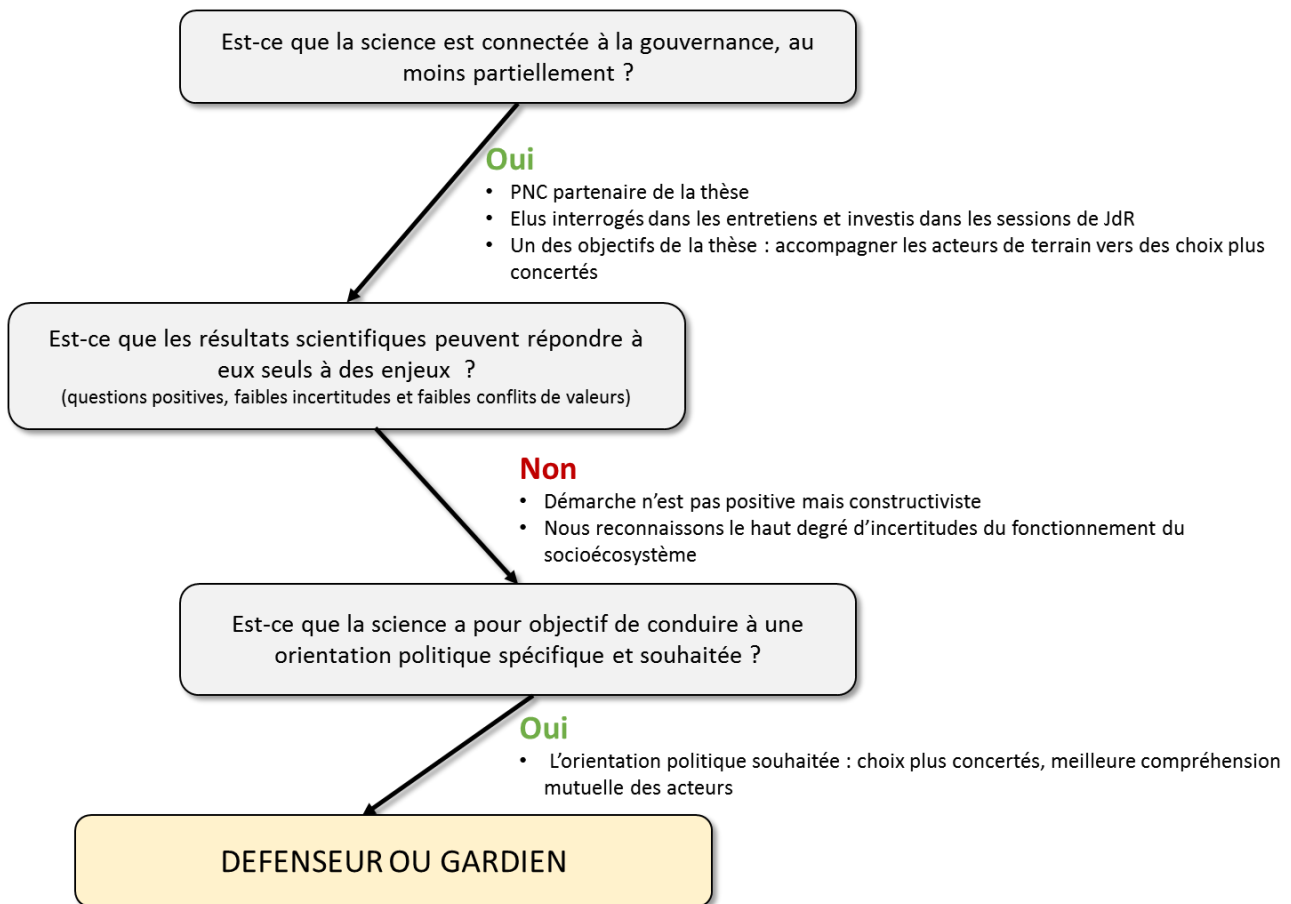 Est-ce que la science est connectée à la gouvernance, au
moins partiellement ?
Oui
• PNC partenaire de la thèse
• Elus interrogés dans les entretiens et investis dans les sessions de JdR
• Un des objectifs de la thèse : accompagner les acteurs de terrain vers des choix plus
concertés
Est-ce que les résultats scientifiques peuvent répondre à
eux seuls à des enjeux ?
(questions positives, faibles incertitudes et faibles conflits de valeurs)
Non
• Démarche n'est pas positive mais constructiviste
• Nous reconnaissons le haut degré d'incertitudes du fonctionnement du
socioécosystème
Est-ce que la science a pour objectif de conduire à une
orientation politique spécifique et souhaitée ?
Oui
• L'orientation politique souhaitée : choix plus concertés, meilleure compréhension
mutuelle des acteurs
DEFENSEUR OU GARDIEN